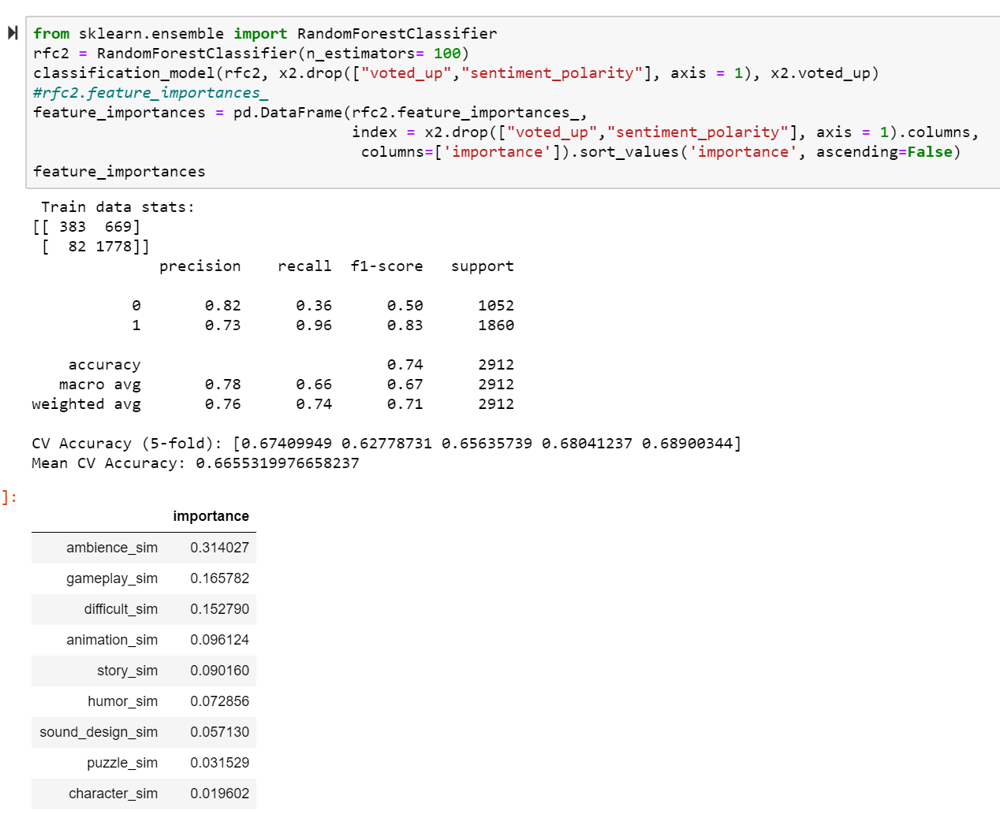 from sklearn.ensemble import RandomForestClassifier
rfc2 = RandomForestClassifier(n_estimators= 100)
classification_model(rfc2, x2.drop(["voted_up","sentiment_polarity"], axis = 1), x2.voted_up)
#rfc2.feature_importances_
feature_importances = pd.DataFrame(rfc2.feature_importances_,
index = x2.drop(["voted_up","sentiment_polarity"], axis = 1).columns,
columns=['importance']).sort_values('importance', ascending=False)
feature_importances
Train data stats:
[[ 383 669]
[ 82 1778]]
precision recall f1-score support
0 0.82 0.36 0.50 1052
1 0.73 0.96 0.83 1860
accuracy 0.74 2912
macro avg 0.78 0.66 0.67 2912
weighted avg 0.76 0.74 0.71 2912
CV Accuracy (5-fold): [0.67409949 0.62778731 0.65635739 0.68041237 0.68900344]
Mean CV Accuracy: 0.6655319976658237
]:
importance
ambience_sim 0.314027
gameplay_sim 0.165782
difficult_sim 0.152790
animation_sim 0.096124
story_sim 0.090160
humor_sim 0.072856
sound_design_sim 0.057130
puzzle_sim 0.031529
character_sim 0.019602